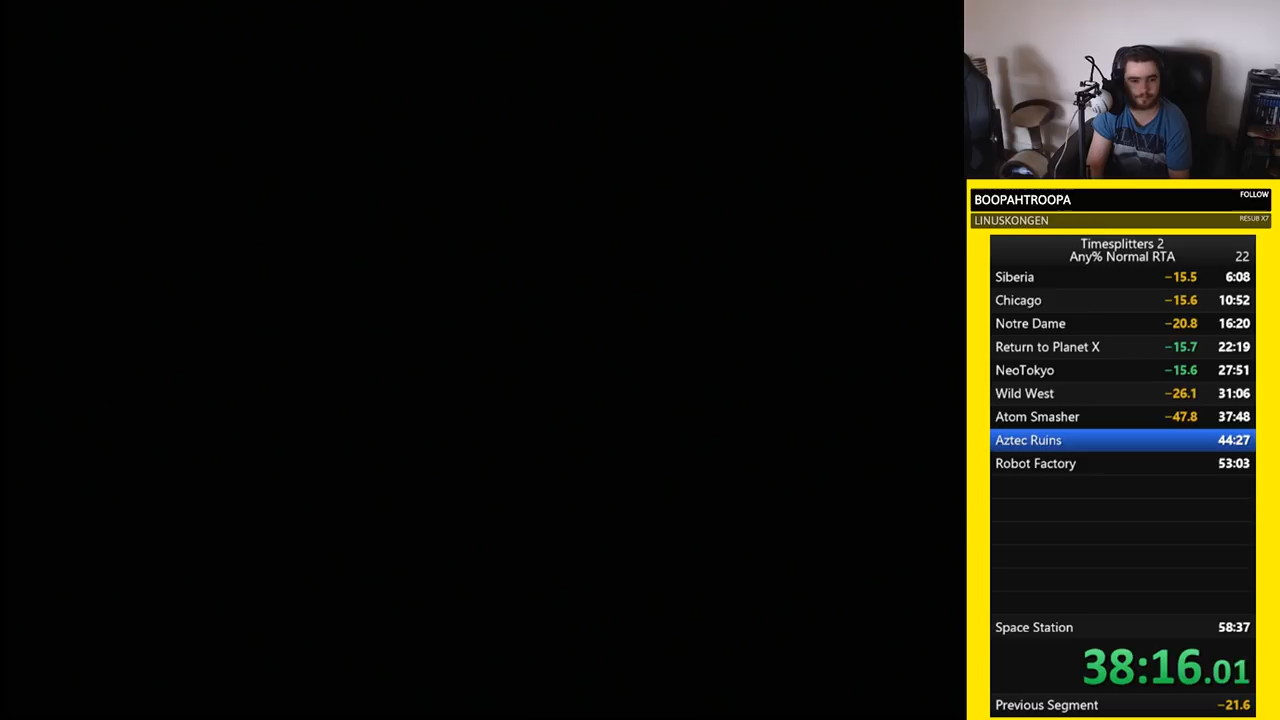 BOOPAHTROOPA FOLLOW
LINUSKONGEN RESUB X7
Timesplitters 2
Any% Normal RTA 22
Siberia −15.5 6:08
Chicago −15.6 10:52
Notre Dame −20.8 16:20
Return to Planet X −15.7 22:19
NeoTokyo −15.6 27:51
Wild West −26.1 31:06
Atom Smasher −47.8 37:48
Aztec Ruins 44:27
Robot Factory 53:03
Space Station 58:37
38:16.01
Previous Segment −21.6